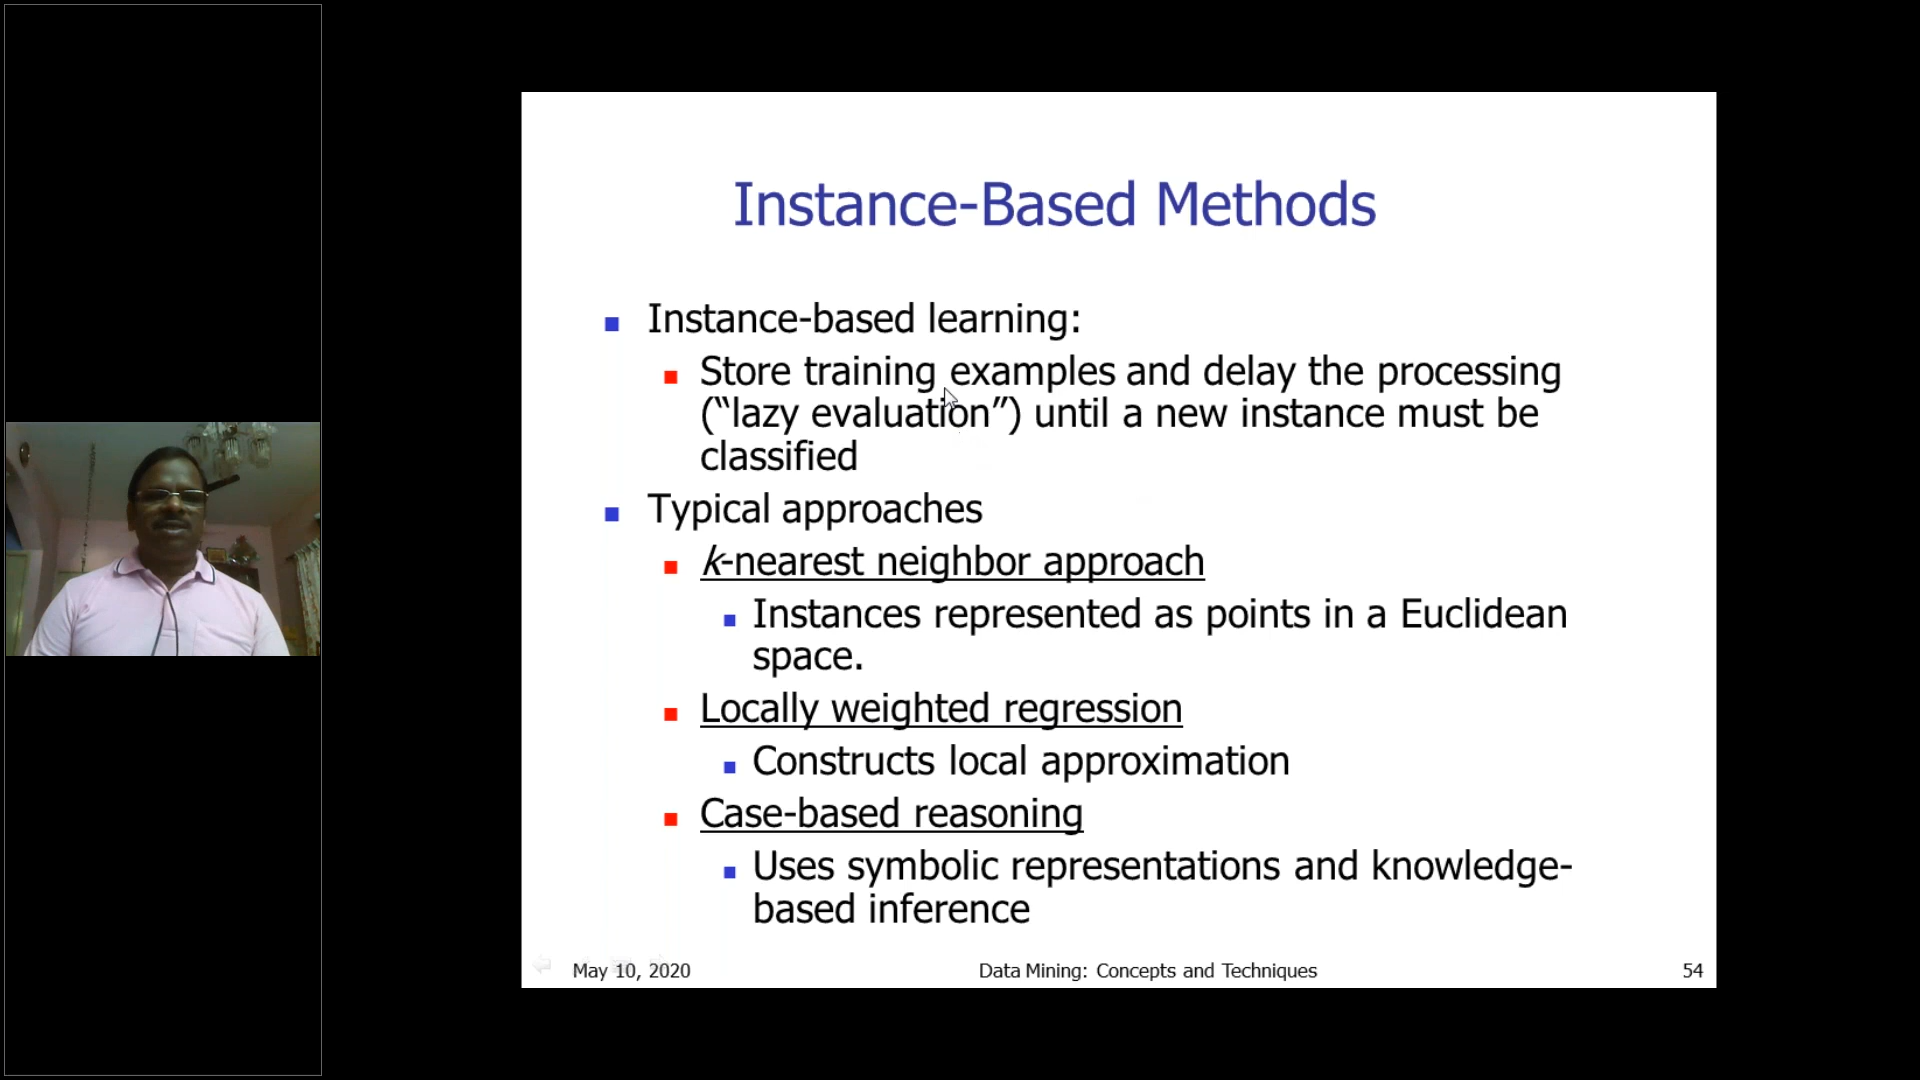 Instance-Based Methods
Instance-based learning:
Store training examples and delay the processing
(“lazy evaluation”) until a new instance must be
classified
Typical approaches
k-nearest neighbor approach
Instances represented as points in a Euclidean
space.
Locally weighted regression
Constructs local approximation
Case-based reasoning
Uses symbolic representations and knowledge-
based inference
May 10, 2020
Data Mining: Concepts and Techniques
54